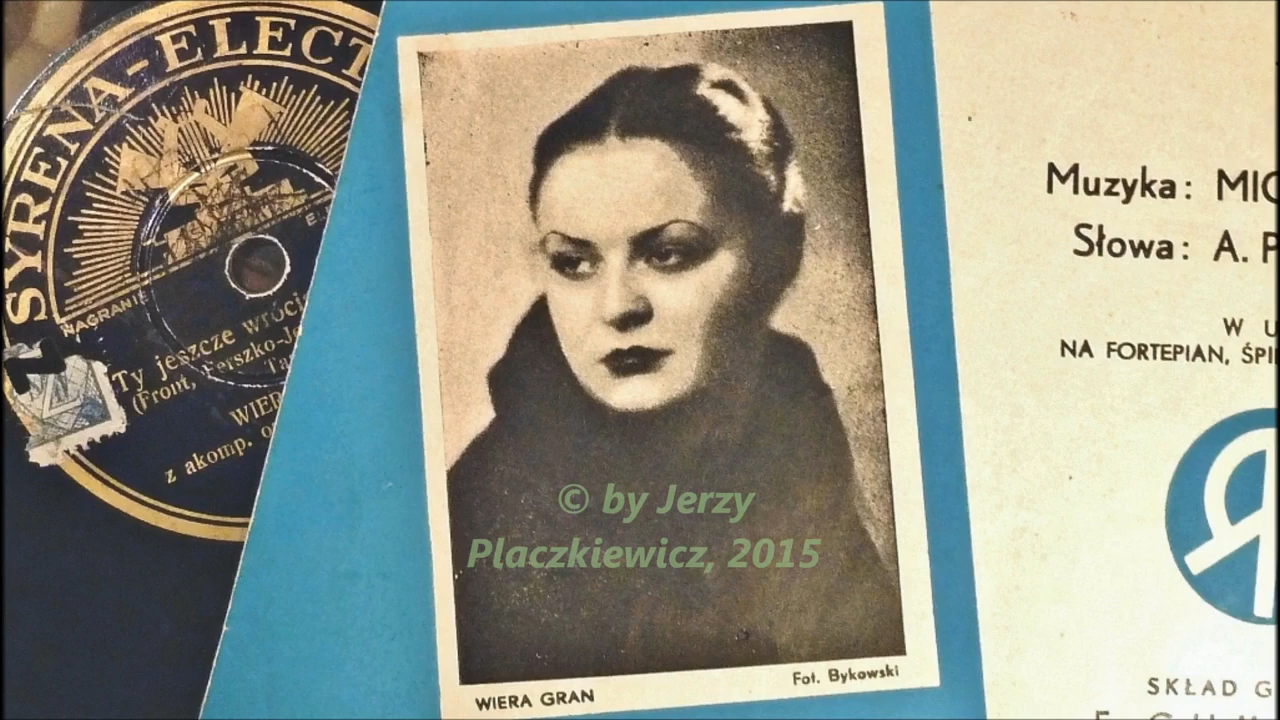 SYRENA-ELECT
NAGRANIE
Ty jeszcze wróci
(Front, Ferszko-Je
Ta
WIER
z akomp. o
© by Jerzy
Placzkiewicz, 2015
WIERA GRAN
Fot. Bykowski
Muzyka: MIC
Słowa: A. P
W U
NA FORTEPIAN, ŚPI
SKŁAD G